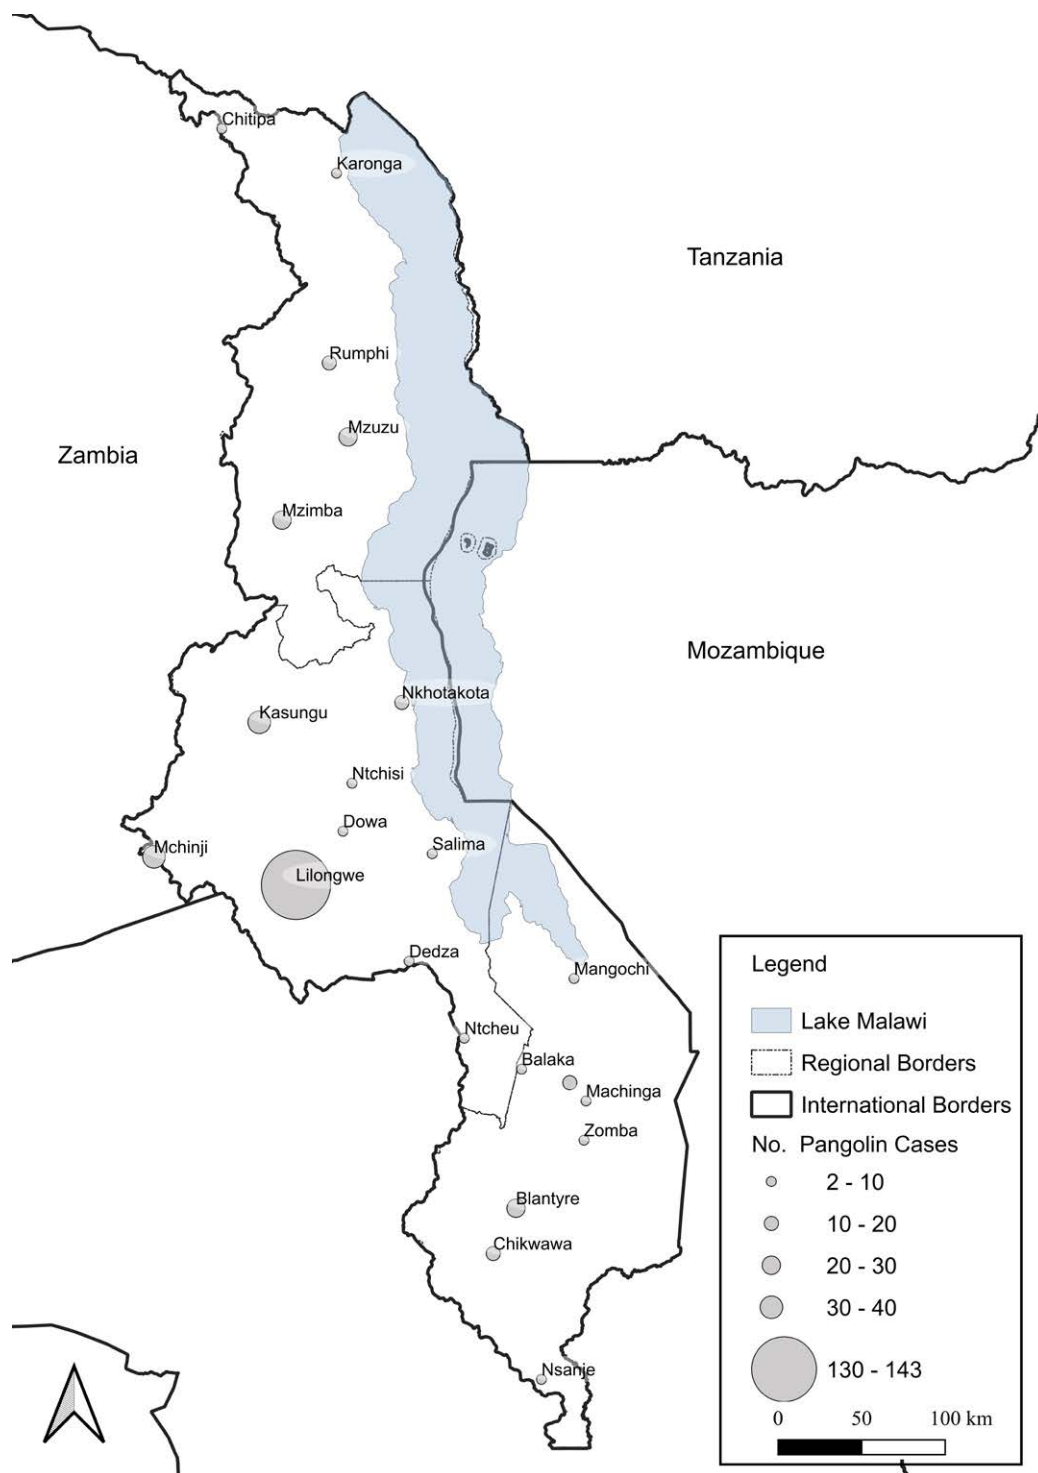 Chitipa
Karonga
Tanzania
Rumphi
Mzuzu
Zambia
Mzimba
Mozambique
Nkhotakota
Kasungu
Ntchisi
Dowa
Mchinji
Salima
Lilongwe
Dedza
Mangochi
Ntcheu
Balaka
Machinga
Zomba
Blantyre
Chikwawa
Nsanje
Legend
Lake Malawi
Regional Borders
International Borders
No. Pangolin Cases
2 - 10
10 - 20
20 - 30
30 - 40
130 - 143
0 50 100 km